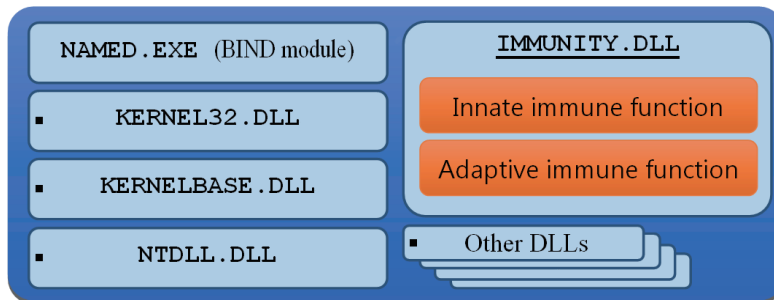 NAMED.EXE (BIND module)
▪ KERNEL32.DLL
▪ KERNELBASE.DLL
▪ NTDLL.DLL
IMMUNITY.DLL
Innate immune function
Adaptive immune function
▪ Other DLLs